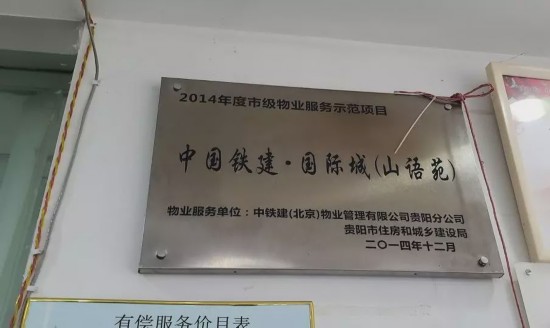 2014年度市级物业服务示范项目
中国铁建·国际城(山语苑)
物业服务单位：中铁建(北京)物业管理有限公司贵阳分公司
贵阳市住房和城乡建设局
二〇一四年十二月
有偿服务价目表